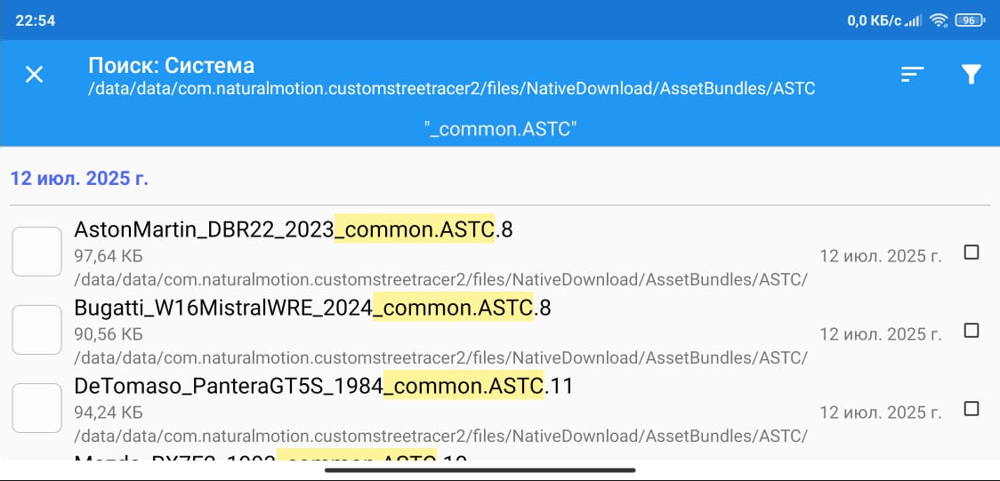 22:54
0,0 КБ/с 96
Поиск: Система
/data/data/com.naturalmotion.customstreetracer2/files/NativeDownload/AssetBundles/ASTC
"_common.ASTC"
12 июл. 2025 г.
AstonMartin_DBR22_2023_common.ASTC.8
97,64 КБ
12 июл. 2025 г.
/data/data/com.naturalmotion.customstreetracer2/files/NativeDownload/AssetBundles/ASTC/
Bugatti_W16MistralWRE_2024_common.ASTC.8
90,56 КБ
12 июл. 2025 г.
/data/data/com.naturalmotion.customstreetracer2/files/NativeDownload/AssetBundles/ASTC/
DeTomaso_PanteraGT5S_1984_common.ASTC.11
94,24 КБ
12 июл. 2025 г.
/data/data/com.naturalmotion.customstreetracer2/files/NativeDownload/AssetBundles/ASTC/